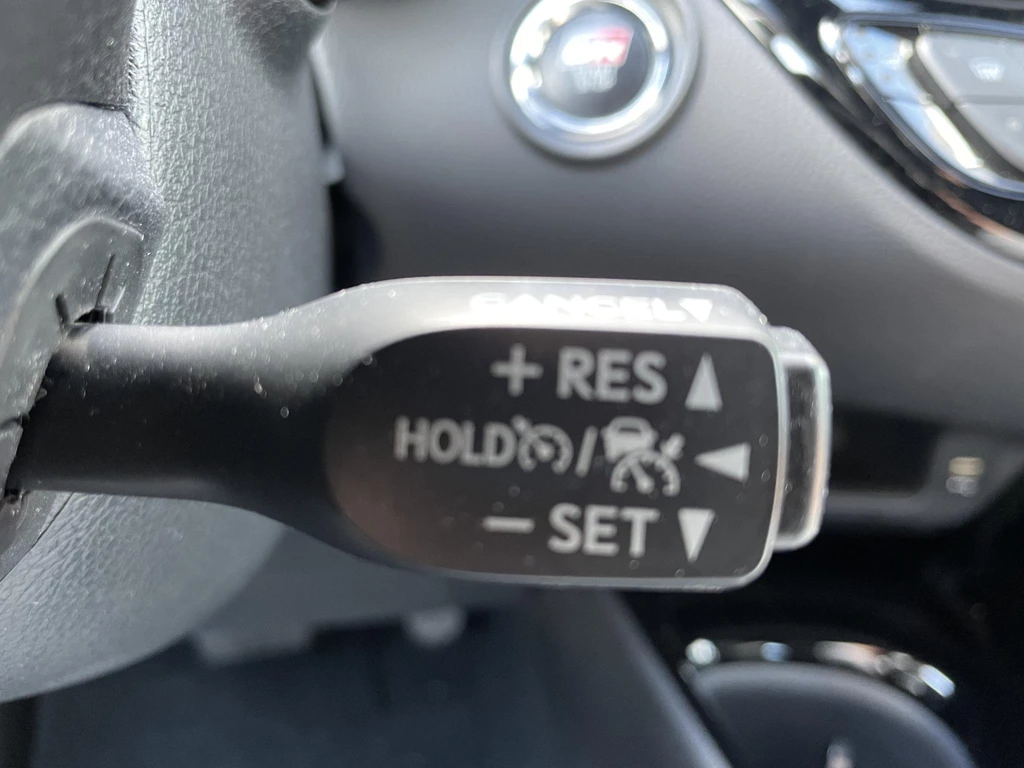 CANCEL▼
+ RES ▲
HOLD / ◀
− SET ▼